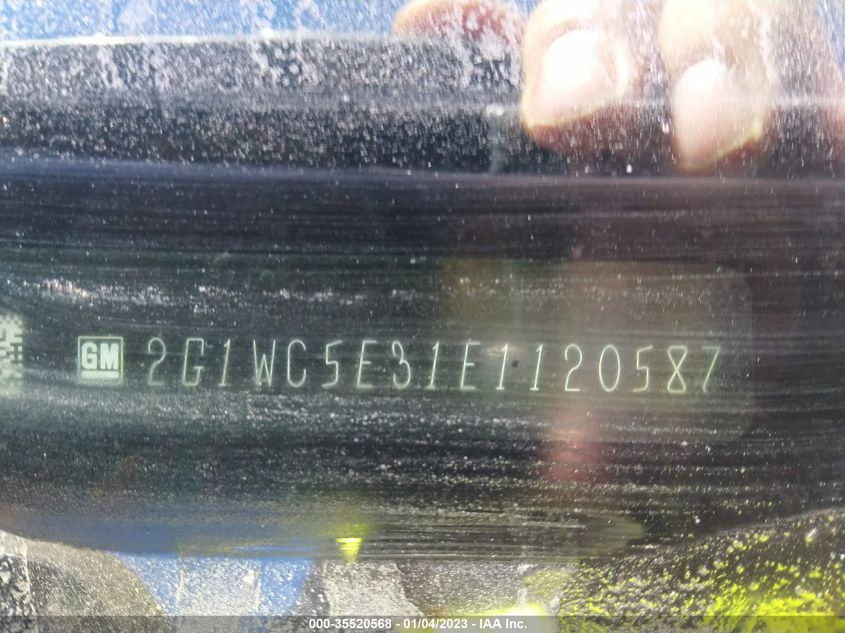 GM 2G1WC5E31E1120587
000-35520568 - 01/04/2023 - IAA Inc.